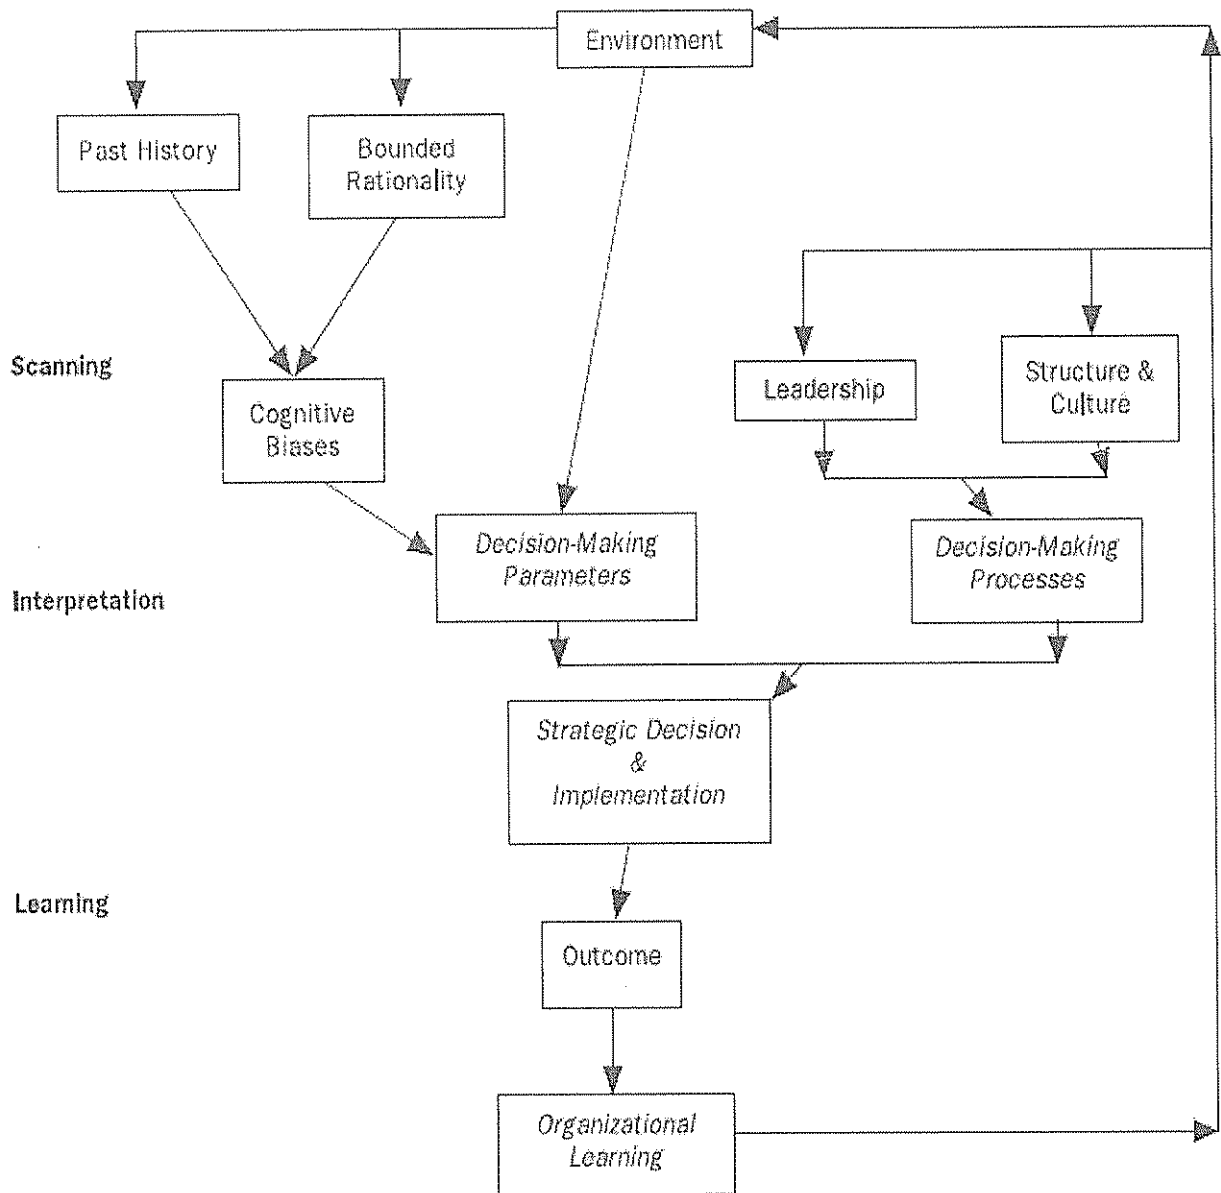 Environment
Past History
Bounded
Rationality
Scanning
Cognitive
Biases
Leadership
Structure &
Culture
Decision-Making
Parameters
Decision-Making
Processes
Interpretation
Strategic Decision
&
Implementation
Learning
Outcome
Organizational
Learning